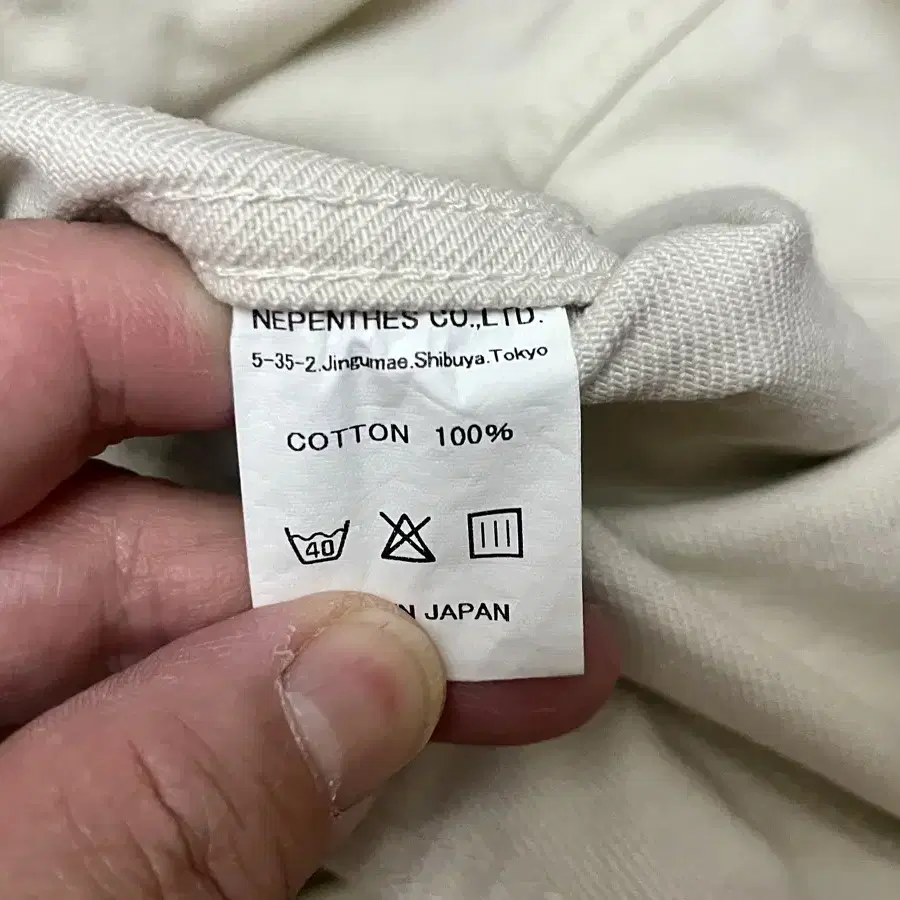 NEPENTHES CO.,LTD.
5-35-2.Jingumae.Shibuya.Tokyo
COTTON 100%
40
JAPAN